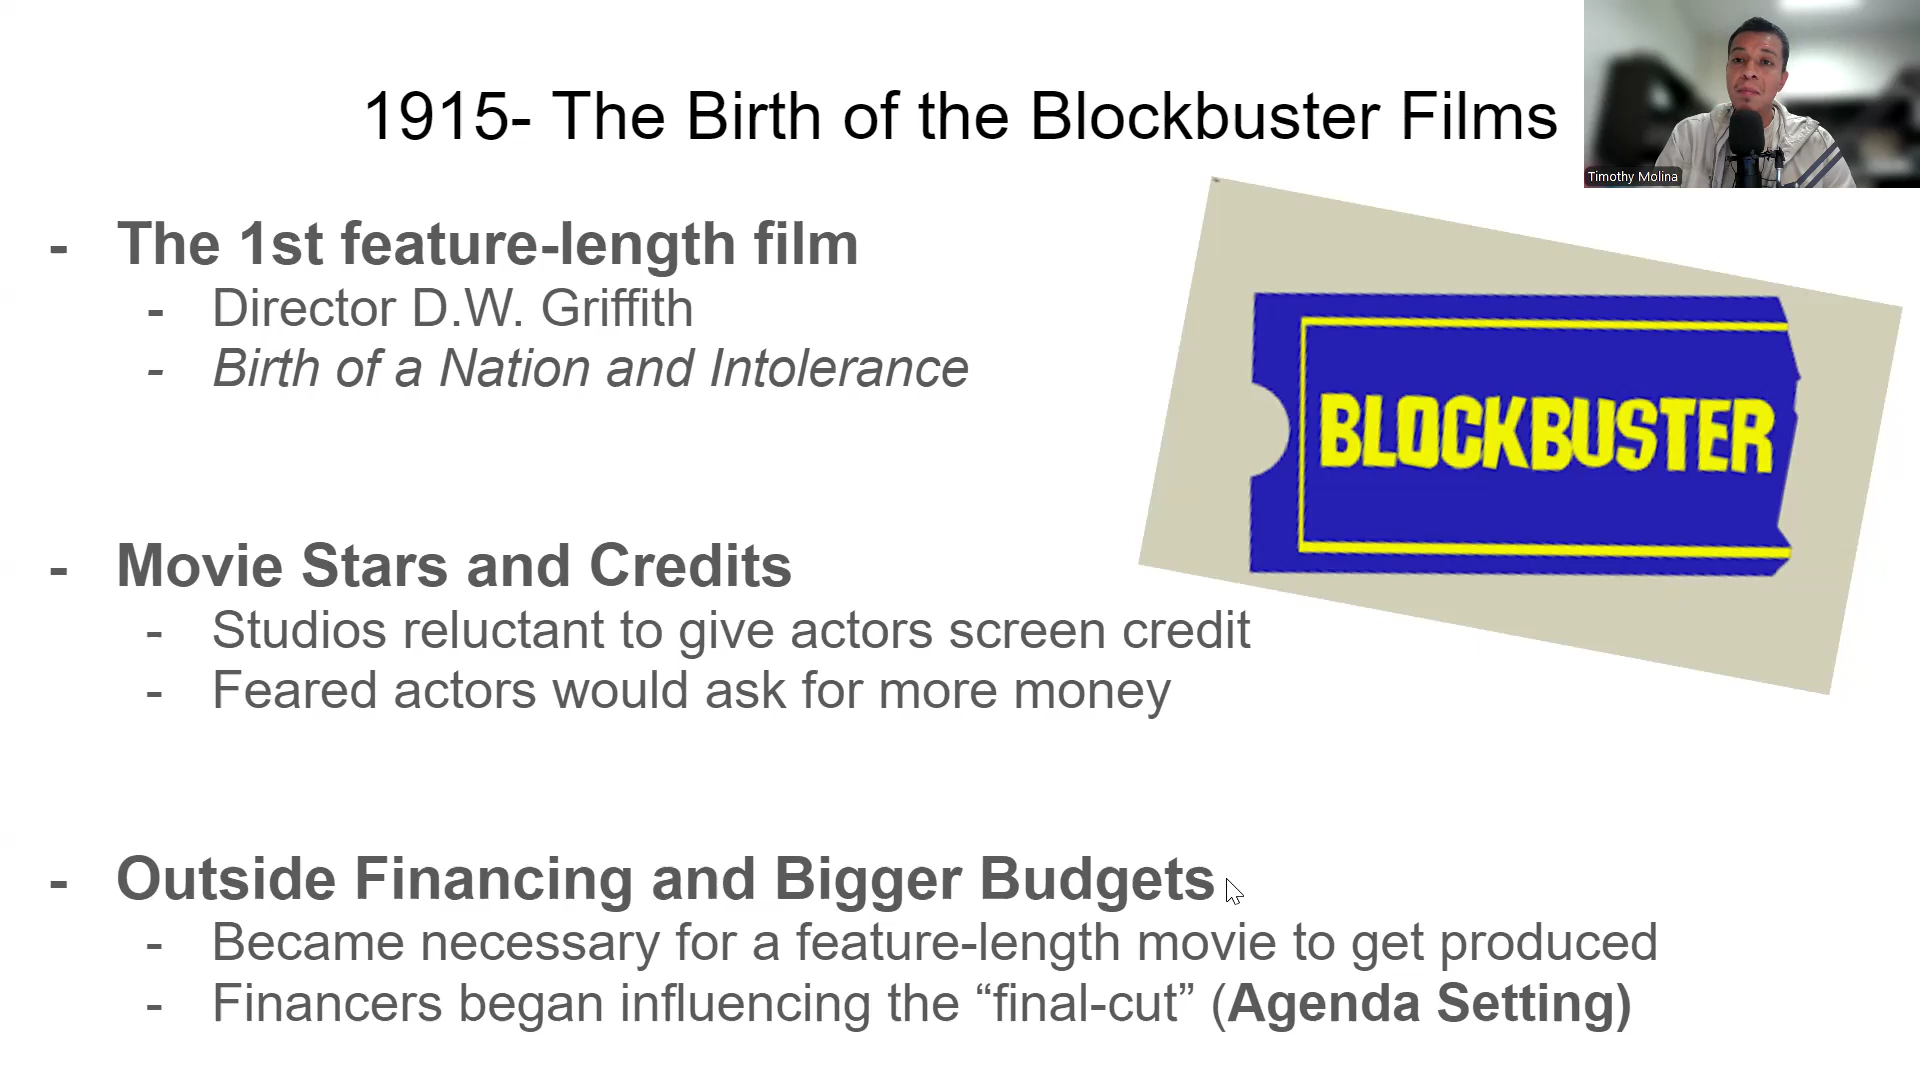 1915- The Birth of the Blockbuster Films
Timothy Molina
- The 1st feature-length film
- Director D.W. Griffith
- Birth of a Nation and Intolerance
BLOCKBUSTER
- Movie Stars and Credits
- Studios reluctant to give actors screen credit
- Feared actors would ask for more money
- Outside Financing and Bigger Budgets
- Became necessary for a feature-length movie to get produced
- Financers began influencing the “final-cut” (Agenda Setting)